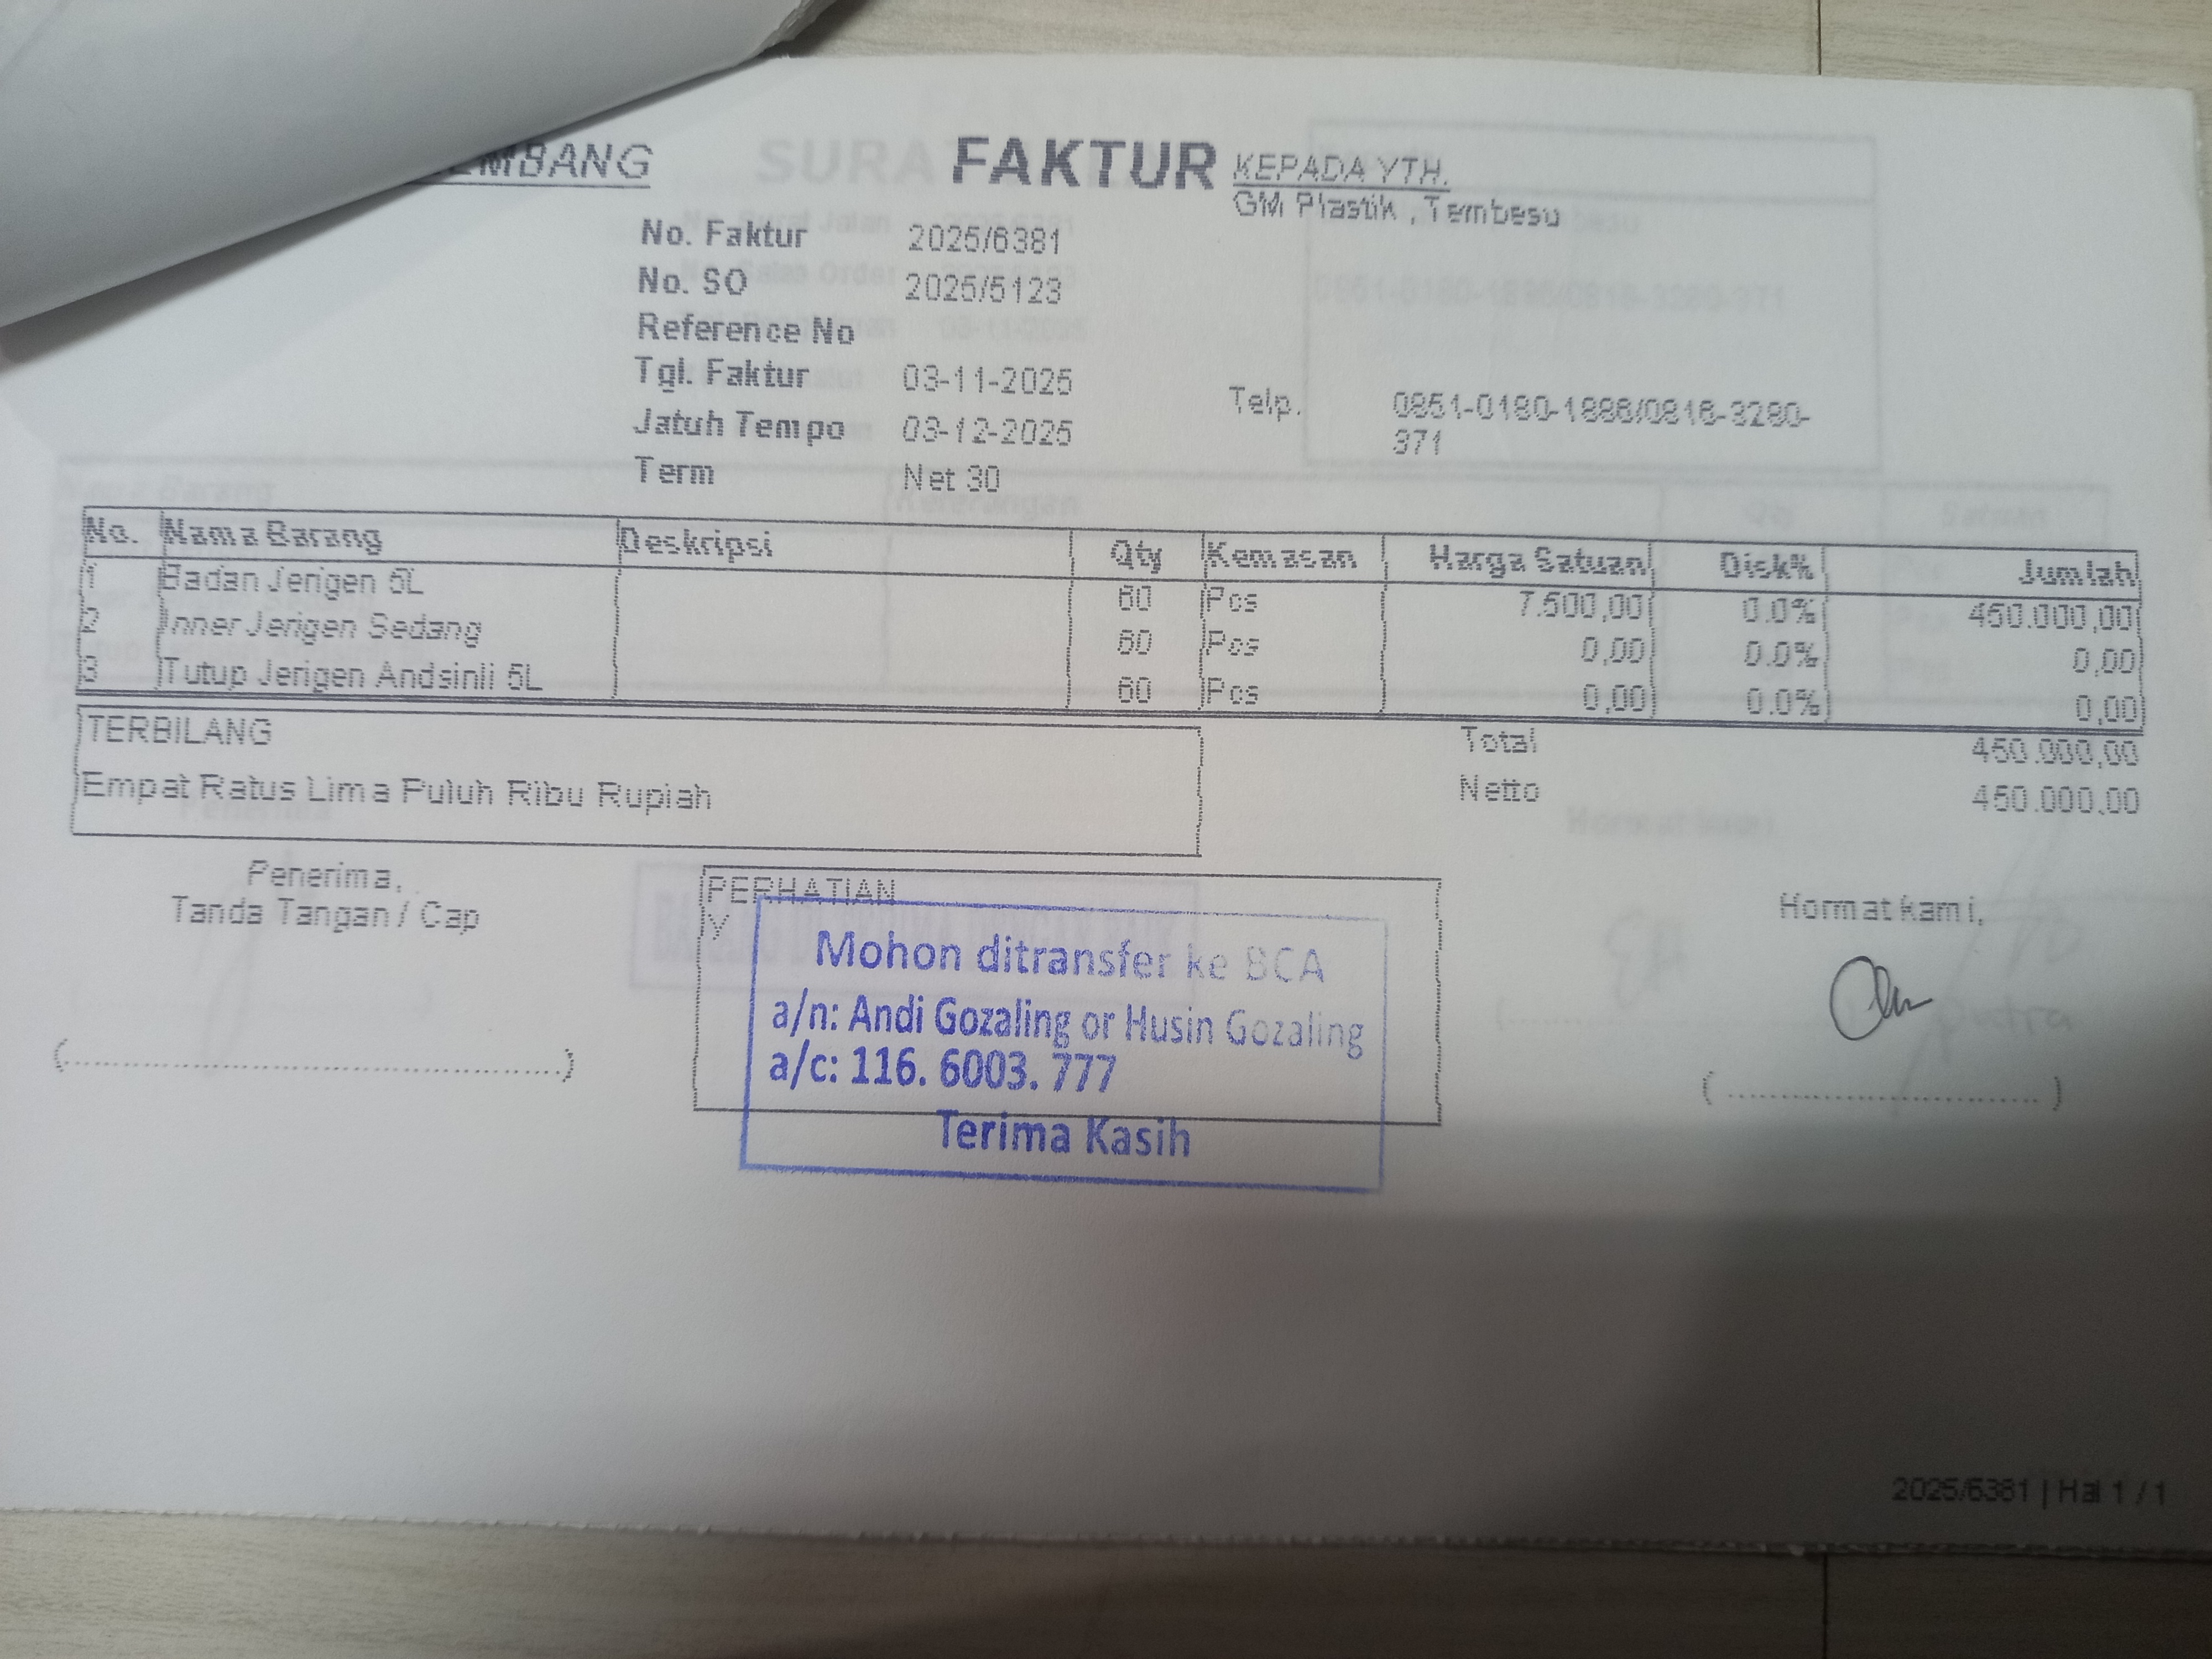 FAKTUR
KEPADA YTH.
GM Plastik , Tembesu
No. Faktur 2025/6381
No. SO 2025/5123
Reference No
Tgl. Faktur 03-11-2025
Jatuh Tempo 03-12-2025
Term Net 30
Telp. 0851-0180-1886/0816-3280-
371
No. Nama Barang Deskripsi Qty Kemasan Harga Satuan Disk% Jumlah
1 Badan Jerigen 5L 60 Pcs 7.500,00 0.0% 450.000,00
2 Inner Jerigen Sedang 60 Pcs 0,00 0.0% 0,00
3 Tutup Jerigen Andsinli 5L 60 Pcs 0,00 0.0% 0,00
TERBILANG
Empat Ratus Lima Puluh Ribu Rupiah
Total 450.000,00
Netto 450.000,00
Penerima,
Tanda Tangan / Cap
PERHATIAN
Y
Mohon ditransfer ke BCA
a/n: Andi Gozaling or Husin Gozaling
a/c: 116. 6003. 777
Terima Kasih
Hormat kami,
2025/6381 | Hal 1 / 1